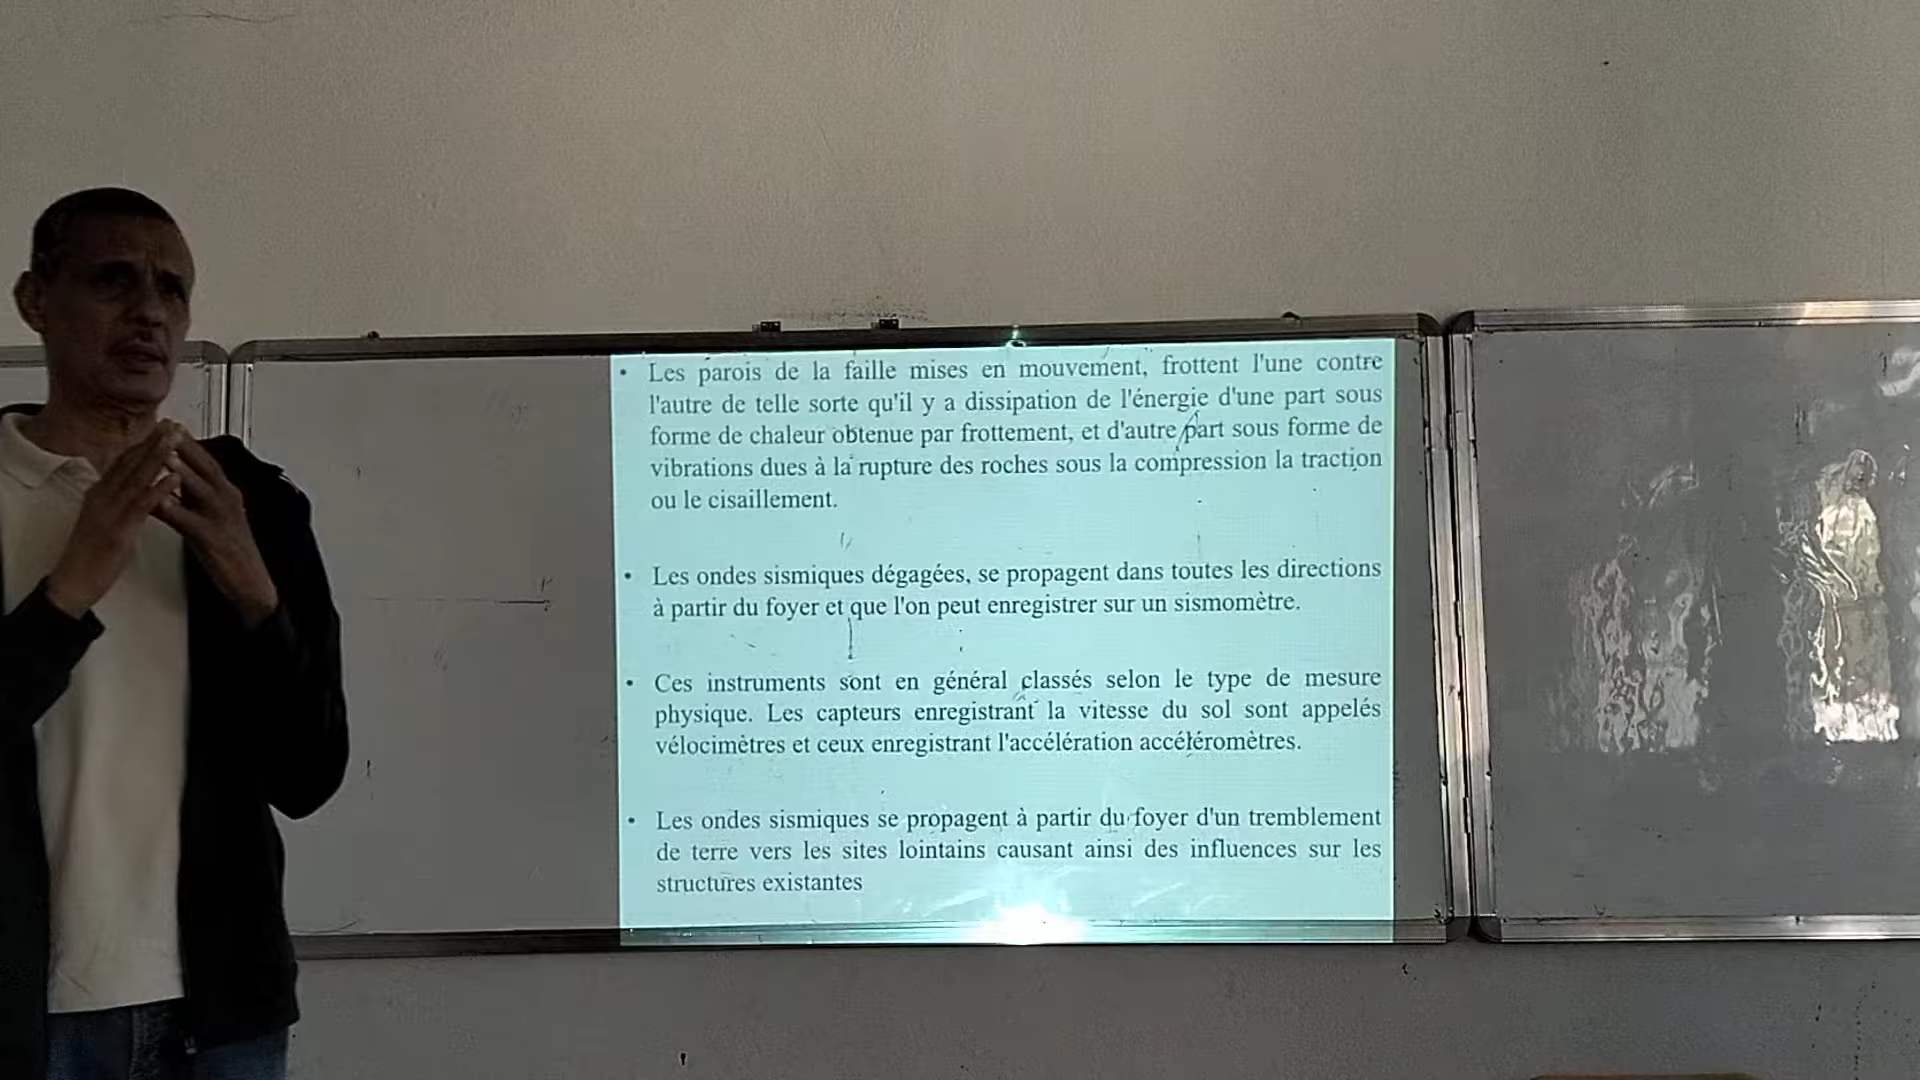 • Les parois de la faille mises en mouvement, frottent l'une contre
l'autre de telle sorte qu'il y a dissipation de l'énergie d'une part sous
forme de chaleur obtenue par frottement, et d'autre part sous forme de
vibrations dues à la rupture des roches sous la compression la traction
ou le cisaillement.
• Les ondes sismiques dégagées, se propagent dans toutes les directions
à partir du foyer et que l'on peut enregistrer sur un sismomètre.
• Ces instruments sont en général classés selon le type de mesure
physique. Les capteurs enregistrant la vitesse du sol sont appelés
vélocimètres et ceux enregistrant l'accélération accéléromètres.
• Les ondes sismiques se propagent à partir du foyer d'un tremblement
de terre vers les sites lointains causant ainsi des influences sur les
structures existantes